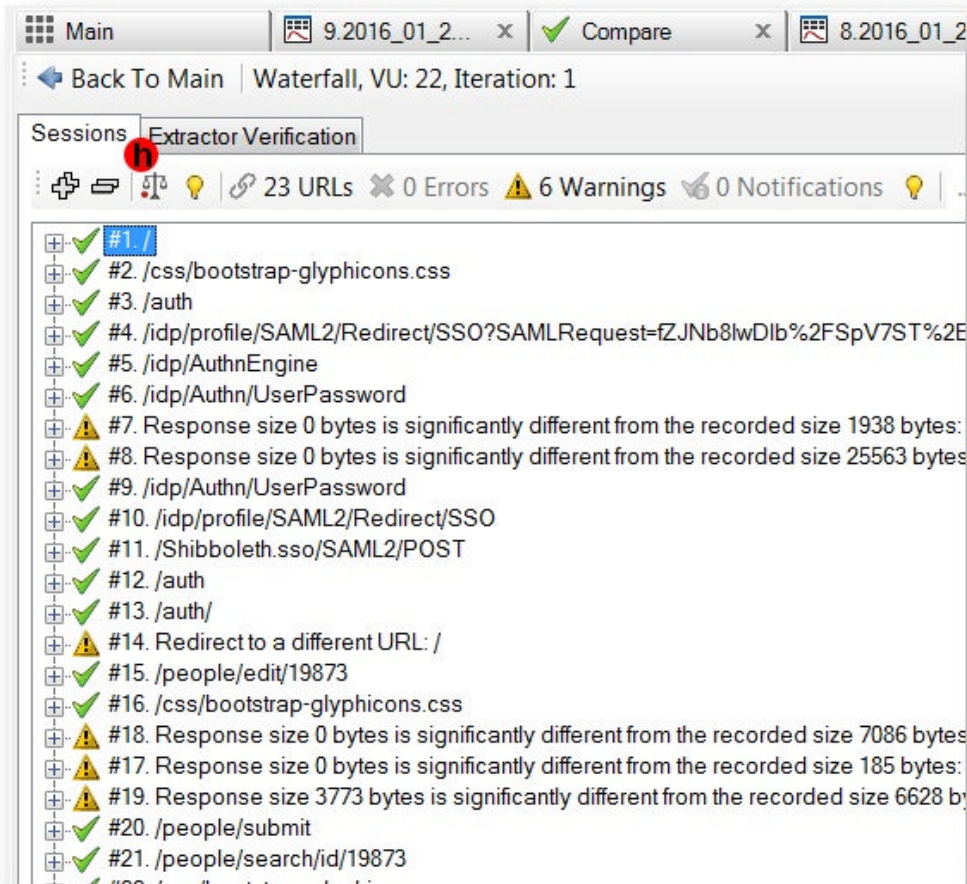 Main 9.2016_01_2... x Compare x 8.2016_01_2
Back To Main Waterfall, VU: 22, Iteration: 1
Sessions Extractor Verification
h
23 URLs 0 Errors 6 Warnings 0 Notifications
#1. /
#2. /css/bootstrap-glyphicons.css
#3. /auth
#4. /idp/profile/SAML2/Redirect/SSO?SAMLRequest=fZJNb8IwDIb%2FSpV7ST%2E
#5. /idp/AuthnEngine
#6. /idp/Authn/UserPassword
#7. Response size 0 bytes is significantly different from the recorded size 1938 bytes:
#8. Response size 0 bytes is significantly different from the recorded size 25563 bytes
#9. /idp/Authn/UserPassword
#10. /idp/profile/SAML2/Redirect/SSO
#11. /Shibboleth.sso/SAML2/POST
#12. /auth
#13. /auth/
#14. Redirect to a different URL: /
#15. /people/edit/19873
#16. /css/bootstrap-glyphicons.css
#18. Response size 0 bytes is significantly different from the recorded size 7086 bytes
#17. Response size 0 bytes is significantly different from the recorded size 185 bytes:
#19. Response size 3773 bytes is significantly different from the recorded size 6628 by
#20. /people/submit
#21. /people/search/id/19873